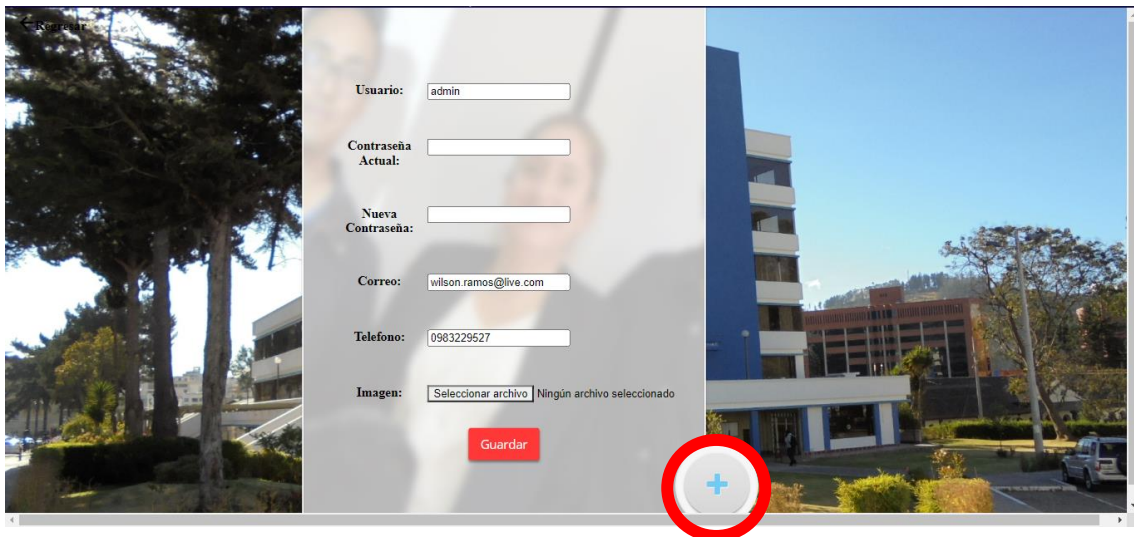 Regresar
Usuario: admin
Contraseña
Actual:
Nueva
Contraseña:
Correo: wilson.ramos@live.com
Telefono: 0983229527
Imagen: Seleccionar archivo Ningún archivo seleccionado
Guardar